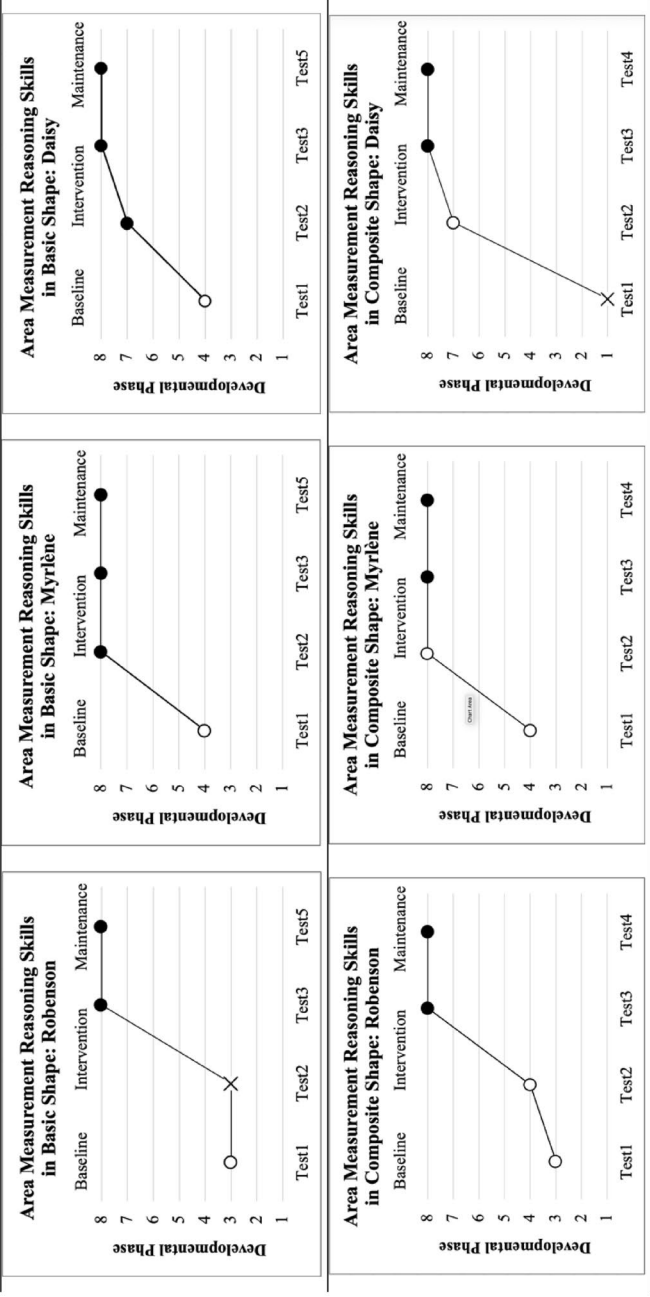 Area Measurement Reasoning Skills
in Basic Shape: Robenson
Baseline Intervention Maintenance
Developmental Phase
8
7
6
5
4
3
2
1
Test1 Test2 Test3 Test5
Area Measurement Reasoning Skills
in Basic Shape: Myrlène
Baseline Intervention Maintenance
Developmental Phase
8
7
6
5
4
3
2
1
Test1 Test2 Test3 Test5
Area Measurement Reasoning Skills
in Basic Shape: Daisy
Baseline Intervention Maintenance
Developmental Phase
8
7
6
5
4
3
2
1
Test1 Test2 Test3 Test5
Area Measurement Reasoning Skills
in Composite Shape: Robenson
Baseline Intervention Maintenance
Developmental Phase
8
7
6
5
4
3
2
1
Test1 Test2 Test3 Test4
Area Measurement Reasoning Skills
in Composite Shape: Myrlène
Baseline Intervention Maintenance
Developmental Phase
8
7
6
5
4
3
2
1
Chart Area
Test1 Test2 Test3 Test4
Area Measurement Reasoning Skills
in Composite Shape: Daisy
Baseline Intervention Maintenance
Developmental Phase
8
7
6
5
4
3
2
1
Test1 Test2 Test3 Test4